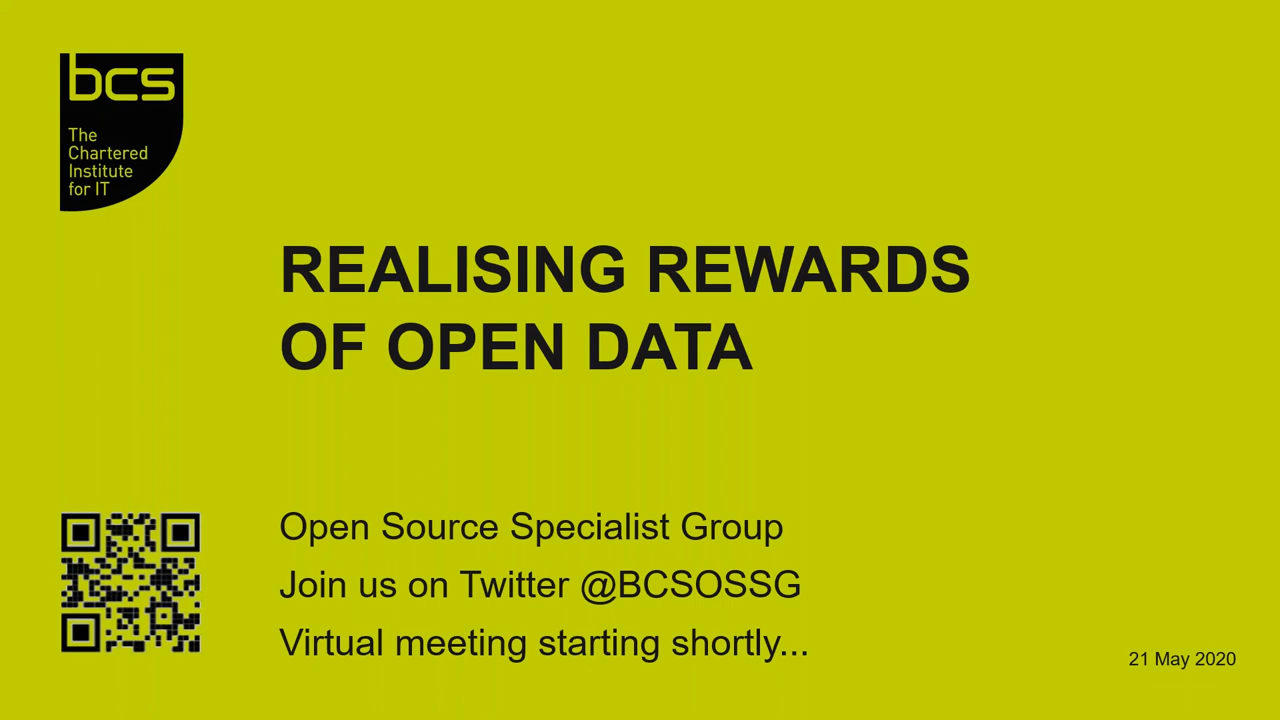 bcs
The
Chartered
Institute
for IT
REALISING REWARDS
OF OPEN DATA
Open Source Specialist Group
Join us on Twitter @BCSOSSG
Virtual meeting starting shortly...
21 May 2020